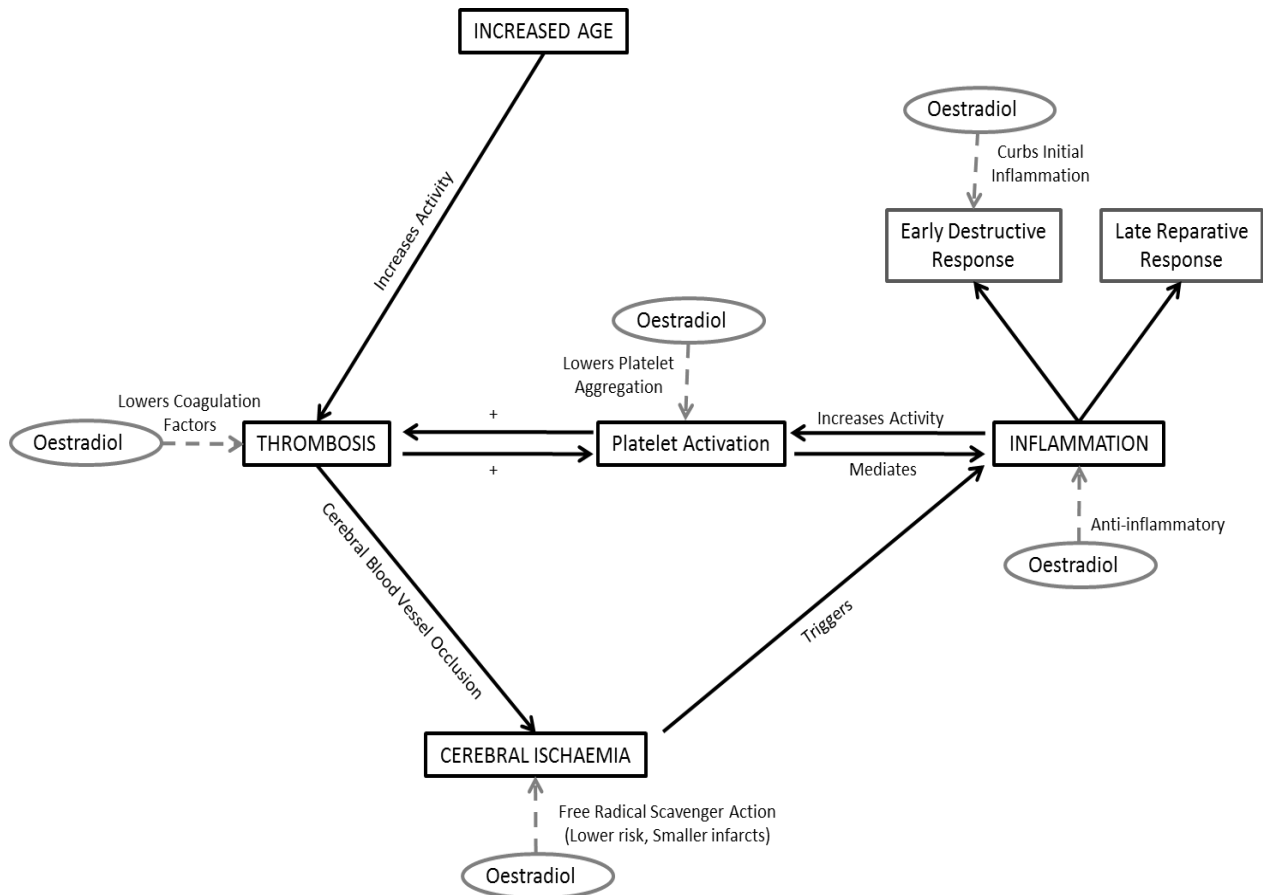 INCREASED AGE
Oestradiol
Curbs Initial
Inflammation
Increases Activity
Early Destructive
Response
Late Reparative
Response
Oestradiol
Lowers Platelet
Aggregation
Lowers Coagulation
Factors
Oestradiol
THROMBOSIS
+
+
Platelet Activation
Increases Activity
Mediates
INFLAMMATION
Cerebral Blood Vessel Occlusion
Anti-inflammatory
Oestradiol
Triggers
CEREBRAL ISCHAEMIA
Free Radical Scavenger Action
(Lower risk, Smaller infarcts)
Oestradiol